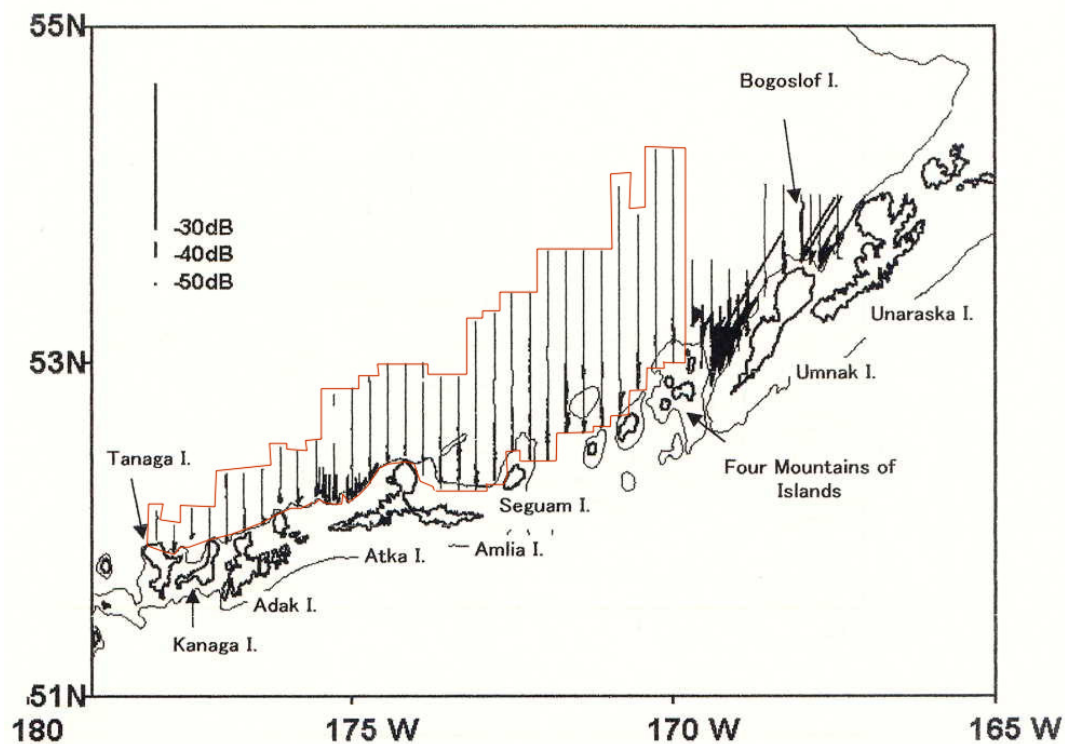 55N
Bogoslof I.
-30dB
-40dB
-50dB
Unaraska I.
53N
Umnak I.
Tanaga I.
Four Mountains of
Islands
Seguam I.
Atka I.
Amlia I.
Adak I.
Kanaga I.
51N
180
175 W
170 W
165 W